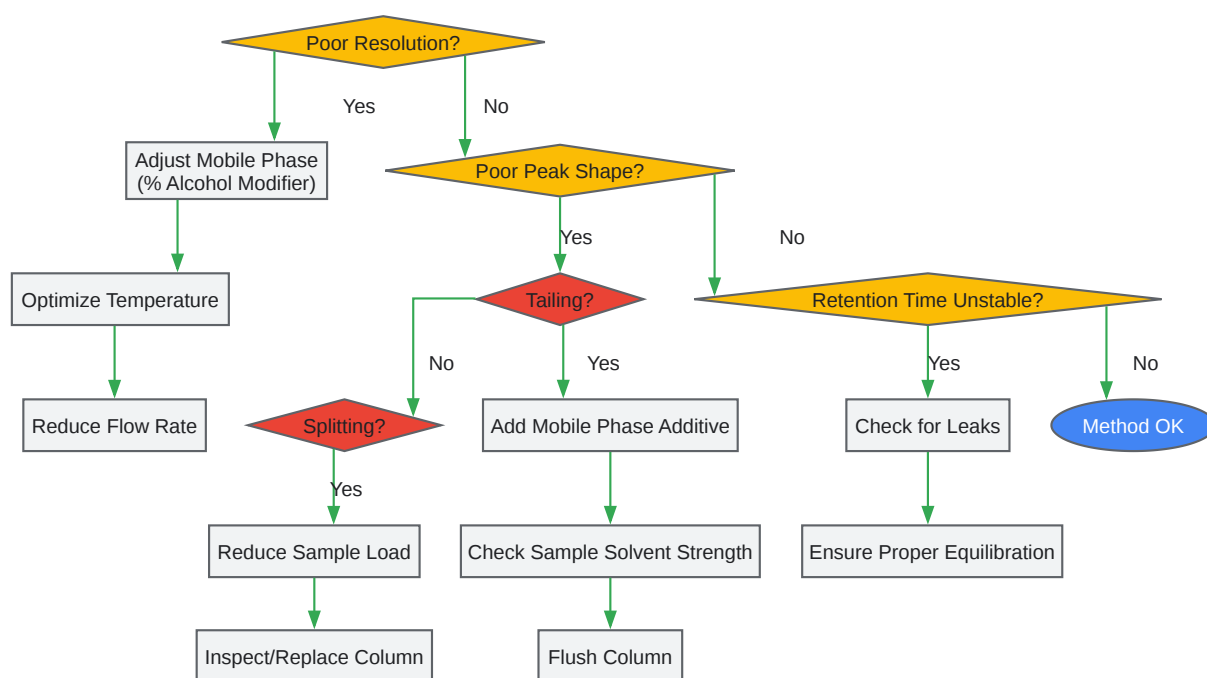 Poor Resolution?
Yes
No
Adjust Mobile Phase
(% Alcohol Modifier)
Poor Peak Shape?
Yes
No
Optimize Temperature
Tailing?
Retention Time Unstable?
No
Yes
Yes
No
Reduce Flow Rate
Splitting?
Add Mobile Phase Additive
Check for Leaks
Method OK
Yes
Reduce Sample Load
Check Sample Solvent Strength
Ensure Proper Equilibration
Inspect/Replace Column
Flush Column